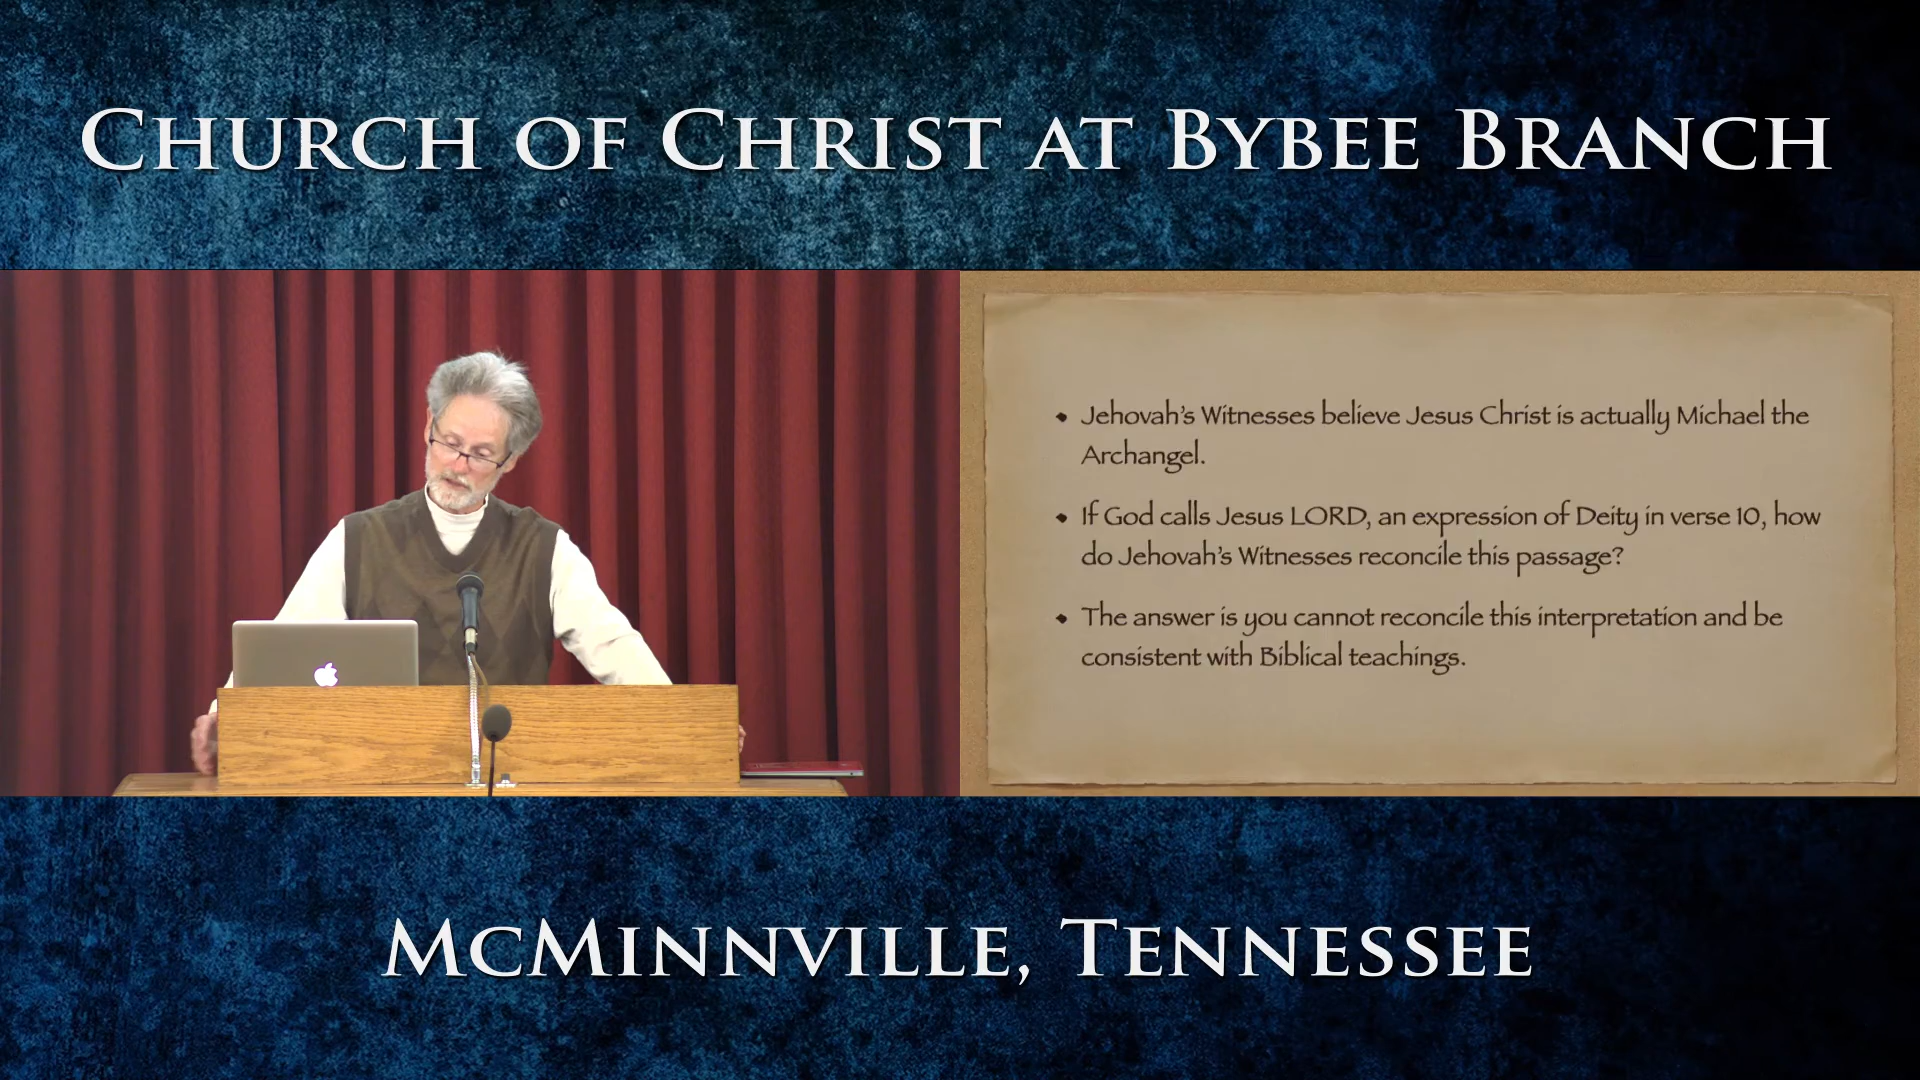 Church of Christ at Bybee Branch
• Jehovah's Witnesses believe Jesus Christ is actually Michael the
Archangel.
• If God calls Jesus LORD, an expression of Deity in verse 10, how
do Jehovah's Witnesses reconcile this passage?
• The answer is you cannot reconcile this interpretation and be
consistent with Biblical teachings.
McMinnville, Tennessee